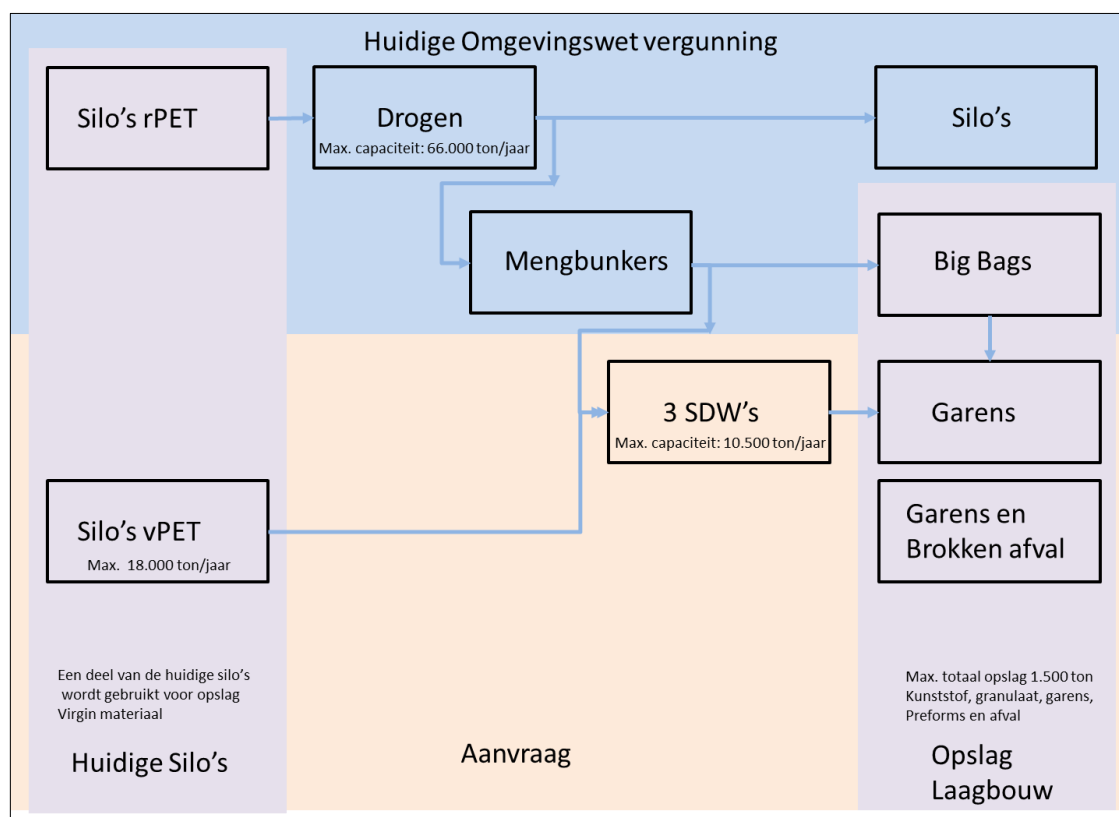 Huidige Omgevingswet vergunning
Silo's rPET
Drogen
Max. capaciteit: 66.000 ton/jaar
Silo's
Mengbunkers
Big Bags
3 SDW's
Max. capaciteit: 10.500 ton/jaar
Garens
Silo's vPET
Max.  18.000 ton/jaar
Garens en
Brokken afval
Een deel van de huidige silo's
wordt gebruikt voor opslag
Virgin materiaal
Max. totaal opslag 1.500 ton
Kunststof, granulaat, garens,
Preforms en afval
Huidige Silo's
Aanvraag
Opslag
Laagbouw